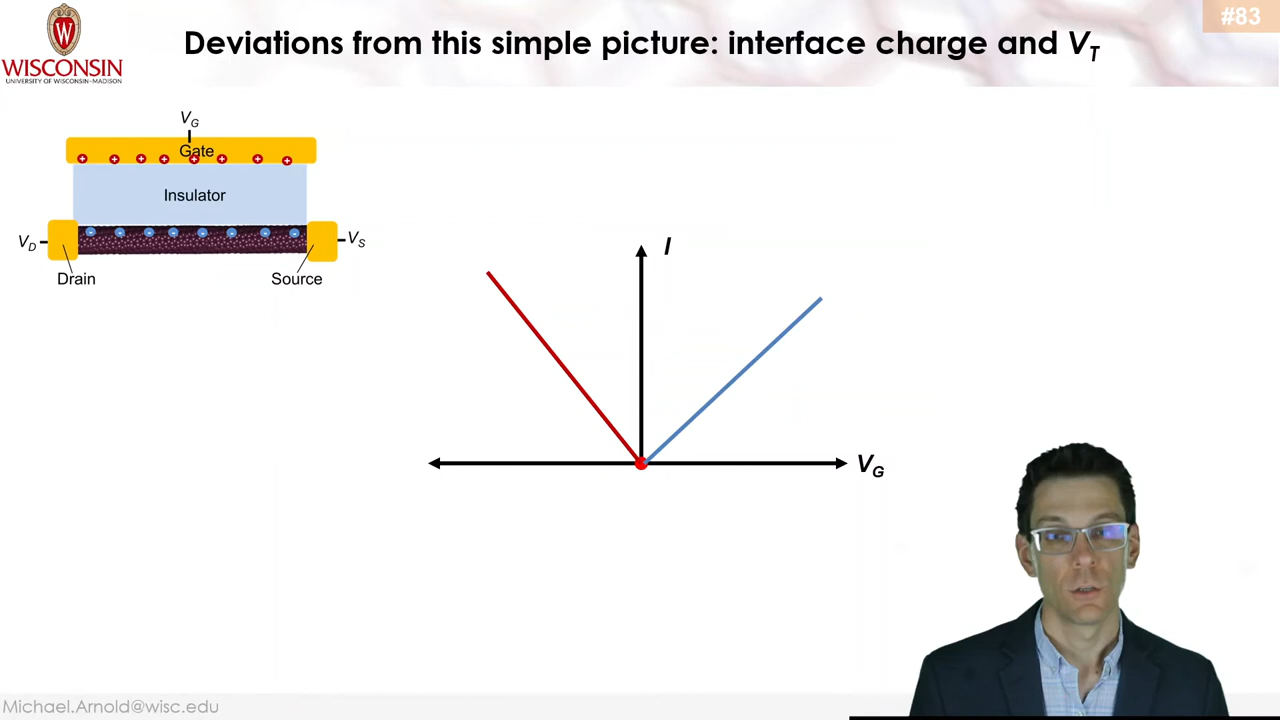 #83
W
WISCONSIN
UNIVERSITY OF WISCONSIN–MADISON
Deviations from this simple picture: interface charge and VT
VG
Gate
+ + + + + + + +
Insulator
- - - - - - - -
VD
VS
Drain
Source
I
VG
Michael.Arnold@wisc.edu